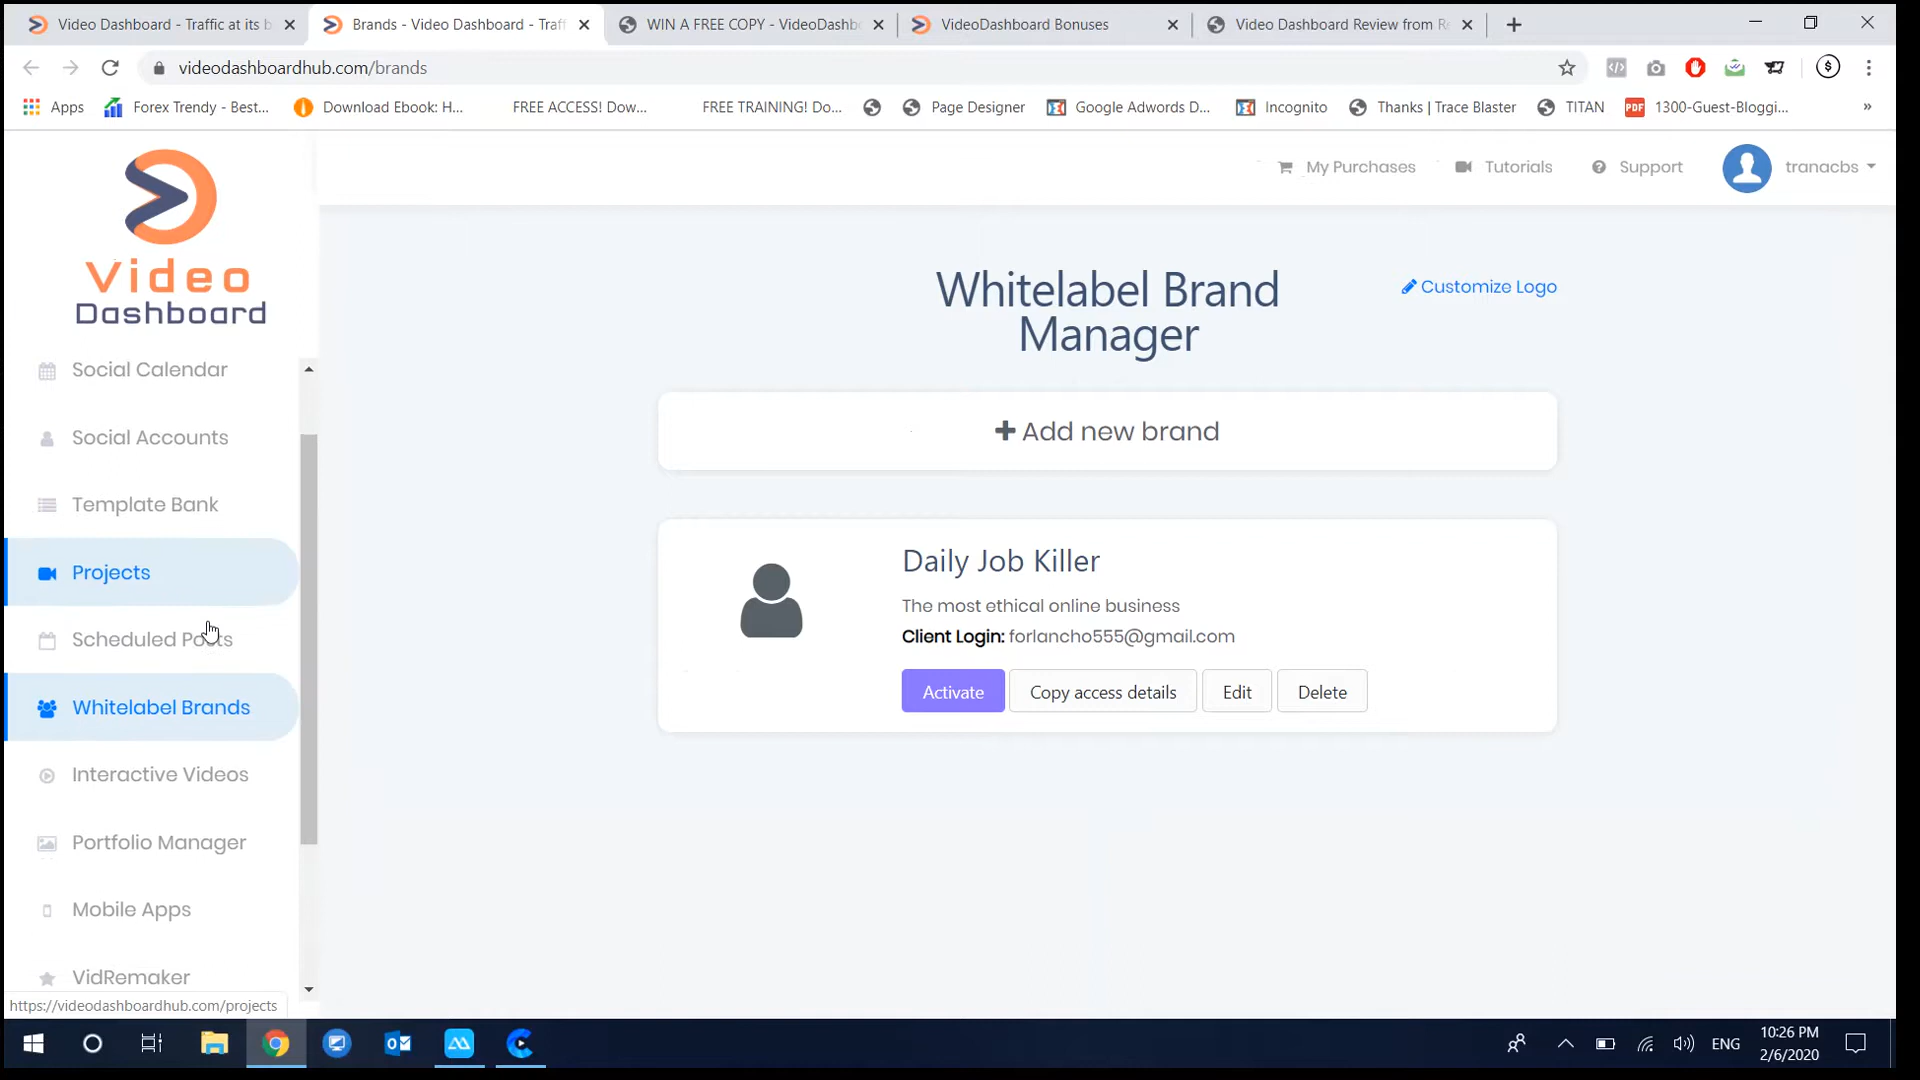 Video Dashboard - Traffic at its b
Brands - Video Dashboard - Traf
WIN A FREE COPY - VideoDashb
VideoDashboard Bonuses
Video Dashboard Review from R
videodashboardhub.com/brands
Apps
Forex Trendy - Best...
Download Ebook: H...
FREE ACCESS! Dow...
FREE TRAINING! Do...
Page Designer
Google Adwords D...
Incognito
Thanks | Trace Blaster
TITAN
PDF
1300-Guest-Bloggi...
»
Video
Dashboard
My Purchases
Tutorials
Support
tranacbs
Social Calendar
Social Accounts
Template Bank
Projects
Scheduled Posts
Whitelabel Brands
Interactive Videos
Portfolio Manager
Mobile Apps
VidRemaker
https://videodashboardhub.com/projects
Whitelabel Brand
Manager
Customize Logo
Add new brand
Daily Job Killer
The most ethical online business
Client Login: forlancho555@gmail.com
Activate
Copy access details
Edit
Delete
ENG
10:26 PM
2/6/2020